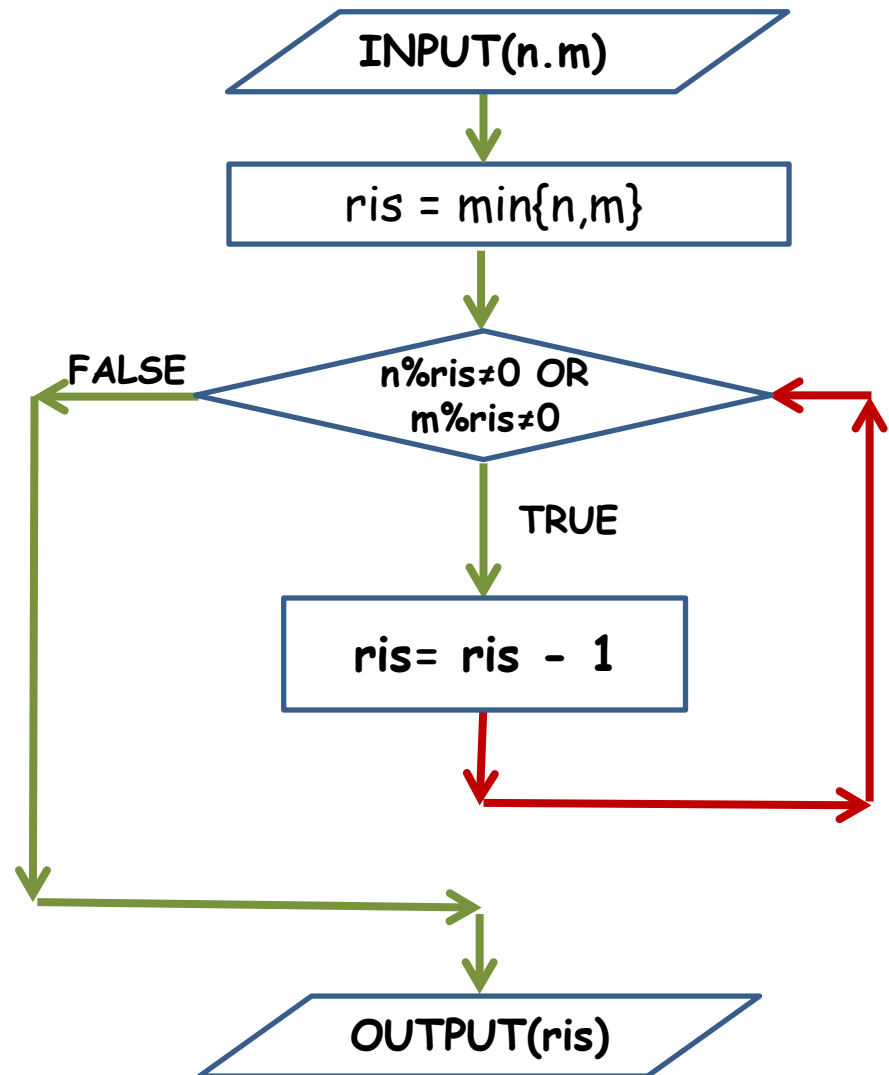 INPUT(n.m)
ris = min{n,m}
FALSE
n%ris≠0 OR
m%ris≠0
TRUE
ris= ris - 1
OUTPUT(ris)